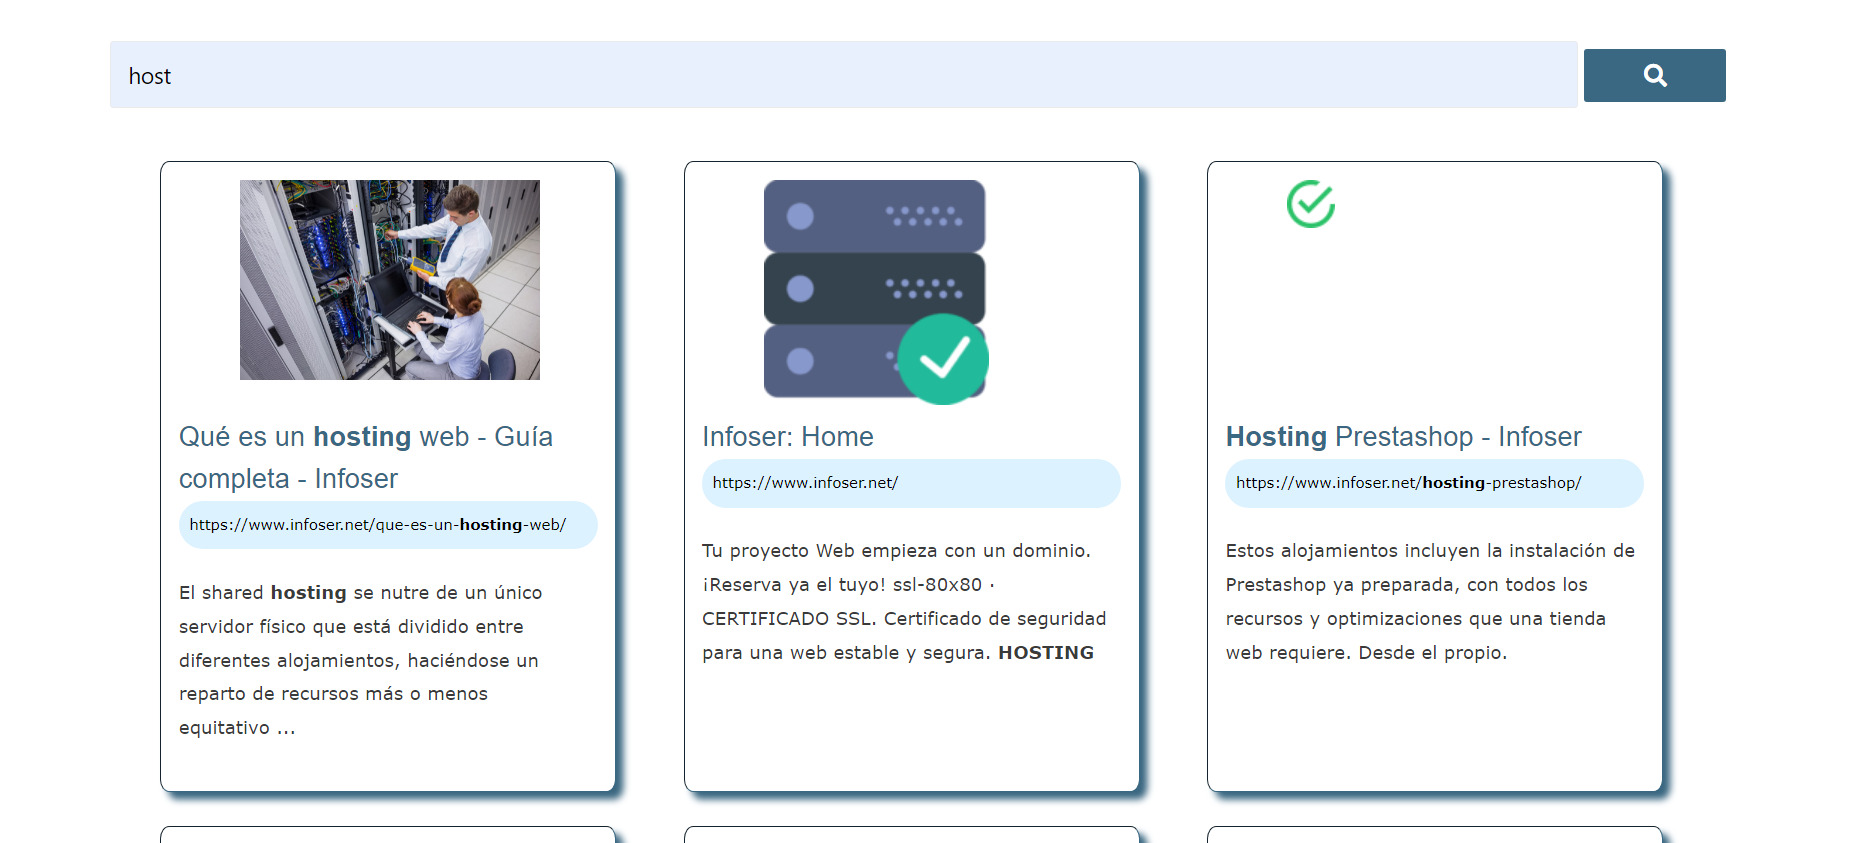 host
Qué es un hosting web - Guía
completa - Infoser
https://www.infoser.net/que-es-un-hosting-web/
El shared hosting se nutre de un único
servidor físico que está dividido entre
diferentes alojamientos, haciéndose un
reparto de recursos más o menos
equitativo ...
Infoser: Home
https://www.infoser.net/
Tu proyecto Web empieza con un dominio.
¡Reserva ya el tuyo! ssl-80x80 ·
CERTIFICADO SSL. Certificado de seguridad
para una web estable y segura. HOSTING
Hosting Prestashop - Infoser
https://www.infoser.net/hosting-prestashop/
Estos alojamientos incluyen la instalación de
Prestashop ya preparada, con todos los
recursos y optimizaciones que una tienda
web requiere. Desde el propio.